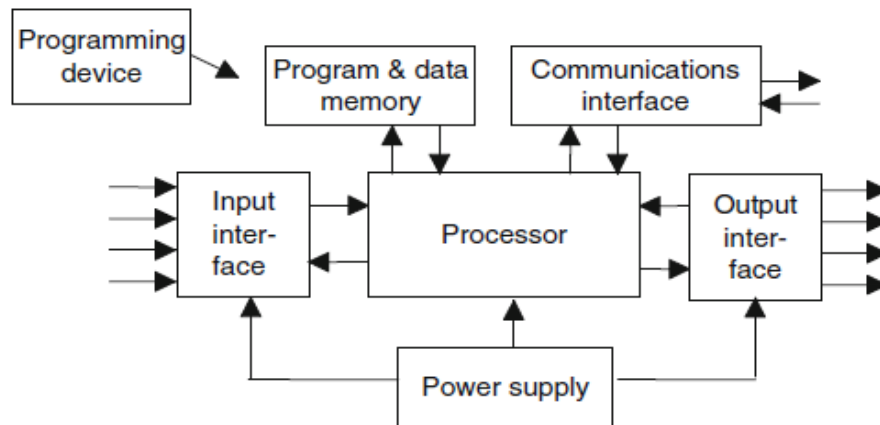 Programming
device
Program & data
memory
Communications
interface
Input
inter-
face
Processor
Output
inter-
face
Power supply